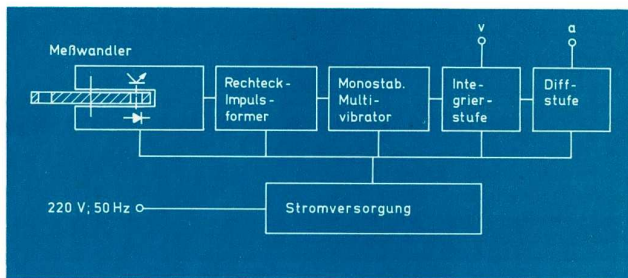 v
a
Meßwandler
Rechteck-
Impuls-
former
Monostab.
Multi-
vibrator
Inte-
grier-
stufe
Diff-
stufe
220 V; 50 Hz
Stromversorgung